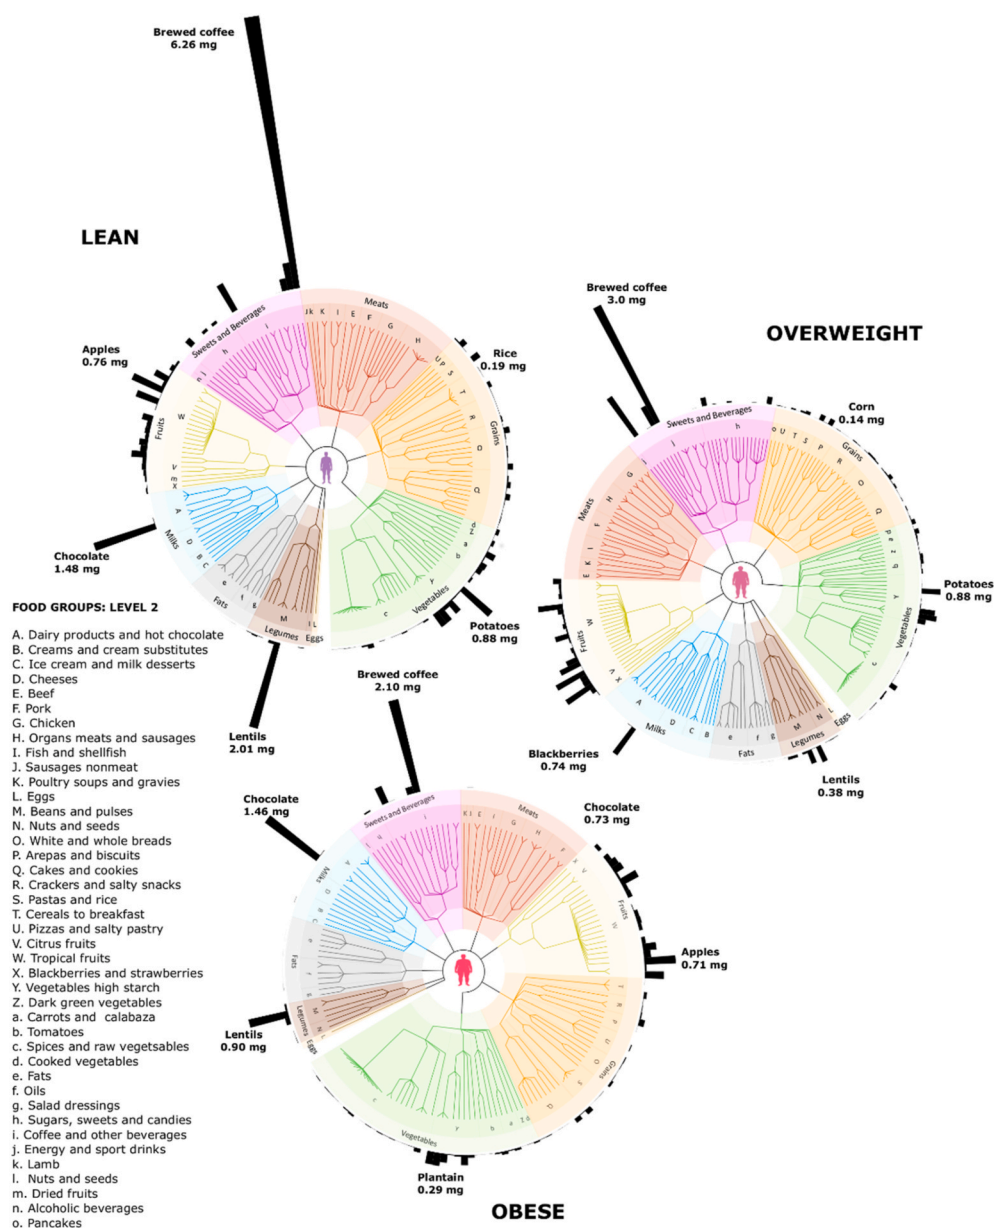 Brewed coffee
6.26 mg
LEAN
Meats
Sweets and Beverages
J k K I E F G H
i
h
j
n
Apples
0.76 mg
Rice
0.19 mg
U P S T R O Q
Grains
W
Fruits
V
m
X
A
D
B
C
Milks
Chocolate
1.48 mg
e
f
g
Fats
M
I L
Legumes
Eggs
d
Z
a
b
Y
c
Vegetables
Potatoes
0.88 mg
Lentils
2.01 mg
Brewed coffee
3.0 mg
OVERWEIGHT
Sweets and Beverages
j
h
o U T S P R O Q
Corn
0.14 mg
Grains
G
H
F
I
K
E
Meats
d
e
z
b
Y
c
Vegetables
Potatoes
0.88 mg
W
Fruits
V
X
A
D
C
B
Milks
e
f
g
Fats
M
N
L
Legumes
Eggs
Blackberries
0.74 mg
Lentils
0.38 mg
FOOD GROUPS: LEVEL 2
A. Dairy products and hot chocolate
B. Creams and cream substitutes
C. Ice cream and milk desserts
D. Cheeses
E. Beef
F. Pork
G. Chicken
H. Organs meats and sausages
I. Fish and shellfish
J. Sausages nonmeat
K. Poultry soups and gravies
L. Eggs
M. Beans and pulses
N. Nuts and seeds
O. White and whole breads
P. Arepas and biscuits
Q. Cakes and cookies
R. Crackers and salty snacks
S. Pastas and rice
T. Cereals to breakfast
U. Pizzas and salty pastry
V. Citrus fruits
W. Tropical fruits
X. Blackberries and strawberries
Y. Vegetables high starch
Z. Dark green vegetables
a. Carrots and calabaza
b. Tomatoes
c. Spices and raw vegetsables
d. Cooked vegetables
e. Fats
f. Oils
g. Salad dressings
h. Sugars, sweets and candies
i. Coffee and other beverages
j. Energy and sport drinks
k. Lamb
l. Nuts and seeds
m. Dried fruits
n. Alcoholic beverages
o. Pancakes
Brewed coffee
2.10 mg
Chocolate
1.46 mg
Sweets and Beverages
i
Meats
K I E I G H F
Chocolate
0.73 mg
Fruits
W
Apples
0.71 mg
Milks
A
D
Fats
Legumes
M
N
Eggs
Lentils
0.90 mg
T
R
P
U
O
S
Q
Grains
Vegetables
Plantain
0.29 mg
OBESE